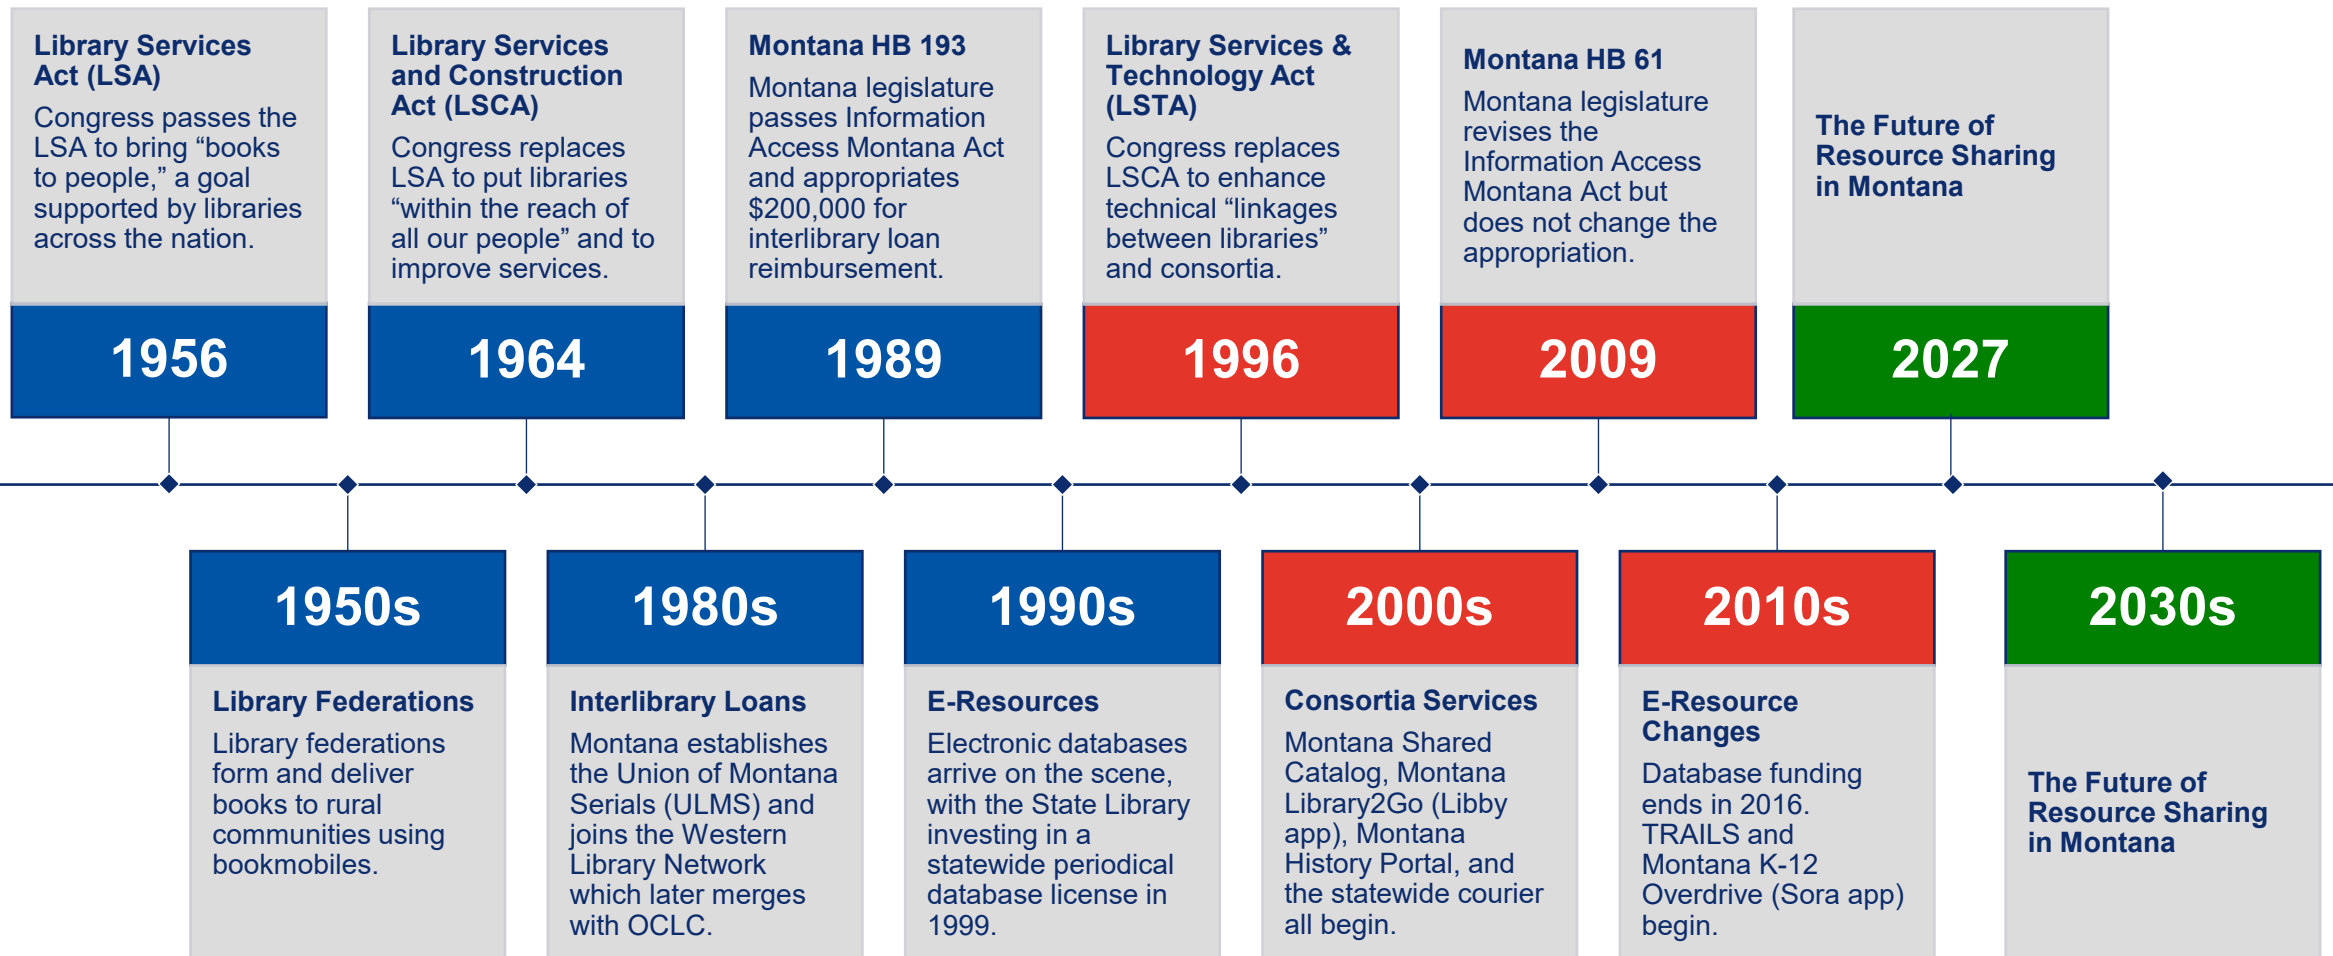 Library Services
Act (LSA)
Congress passes the
LSA to bring “books
to people,” a goal
supported by libraries
across the nation.
1956
Library Services
and Construction
Act (LSCA)
Congress replaces
LSA to put libraries
“within the reach of
all our people” and to
improve services.
1964
Montana HB 193
Montana legislature
passes Information
Access Montana Act
and appropriates
$200,000 for
interlibrary loan
reimbursement.
1989
Library Services &
Technology Act
(LSTA)
Congress replaces
LSCA to enhance
technical “linkages
between libraries”
and consortia.
1996
Montana HB 61
Montana legislature
revises the
Information Access
Montana Act but
does not change the
appropriation.
2009
The Future of
Resource Sharing
in Montana
2027
1950s
Library Federations
Library federations
form and deliver
books to rural
communities using
bookmobiles.
1980s
Interlibrary Loans
Montana establishes
the Union of Montana
Serials (ULMS) and
joins the Western
Library Network
which later merges
with OCLC.
1990s
E-Resources
Electronic databases
arrive on the scene,
with the State Library
investing in a
statewide periodical
database license in
1999.
2000s
Consortia Services
Montana Shared
Catalog, Montana
Library2Go (Libby
app), Montana
History Portal, and
the statewide courier
all begin.
2010s
E-Resource
Changes
Database funding
ends in 2016.
TRAILS and
Montana K-12
Overdrive (Sora app)
begin.
2030s
The Future of
Resource Sharing
in Montana